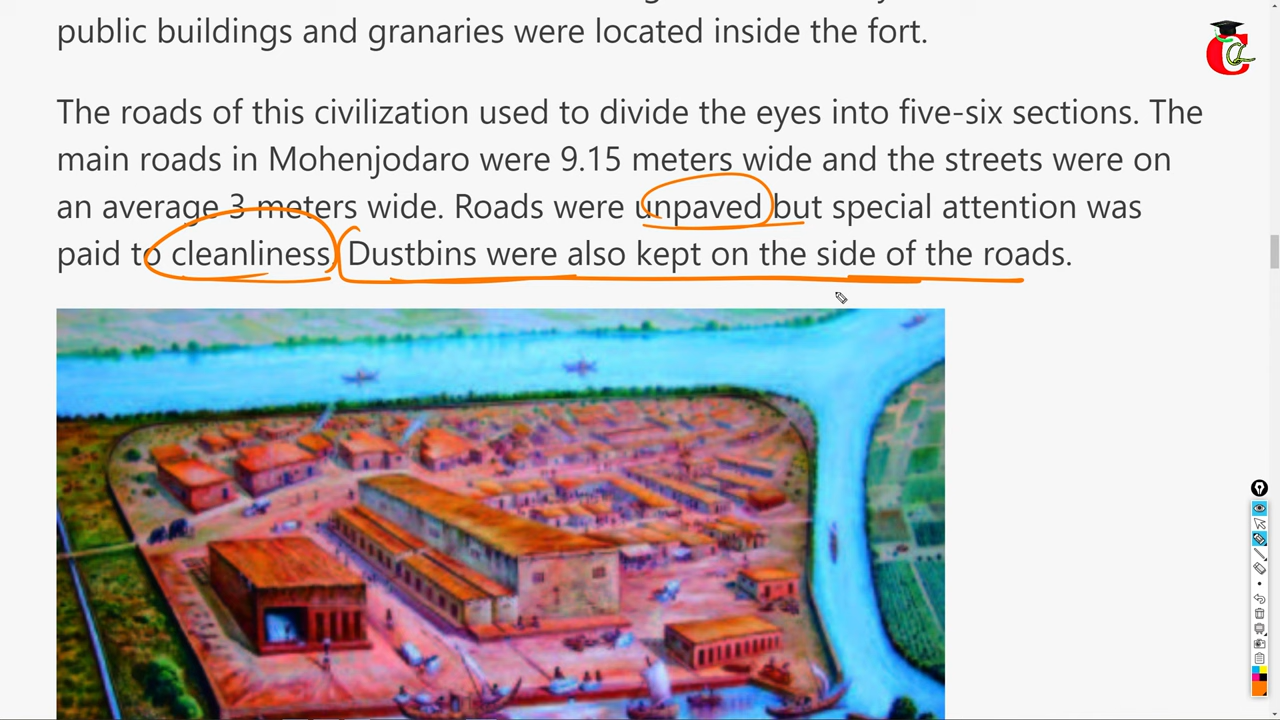 public buildings and granaries were located inside the fort.
The roads of this civilization used to divide the eyes into five-six sections. The
main roads in Mohenjodaro were 9.15 meters wide and the streets were on
an average 3 meters wide. Roads were unpaved but special attention was
paid to cleanliness. Dustbins were also kept on the side of the roads.